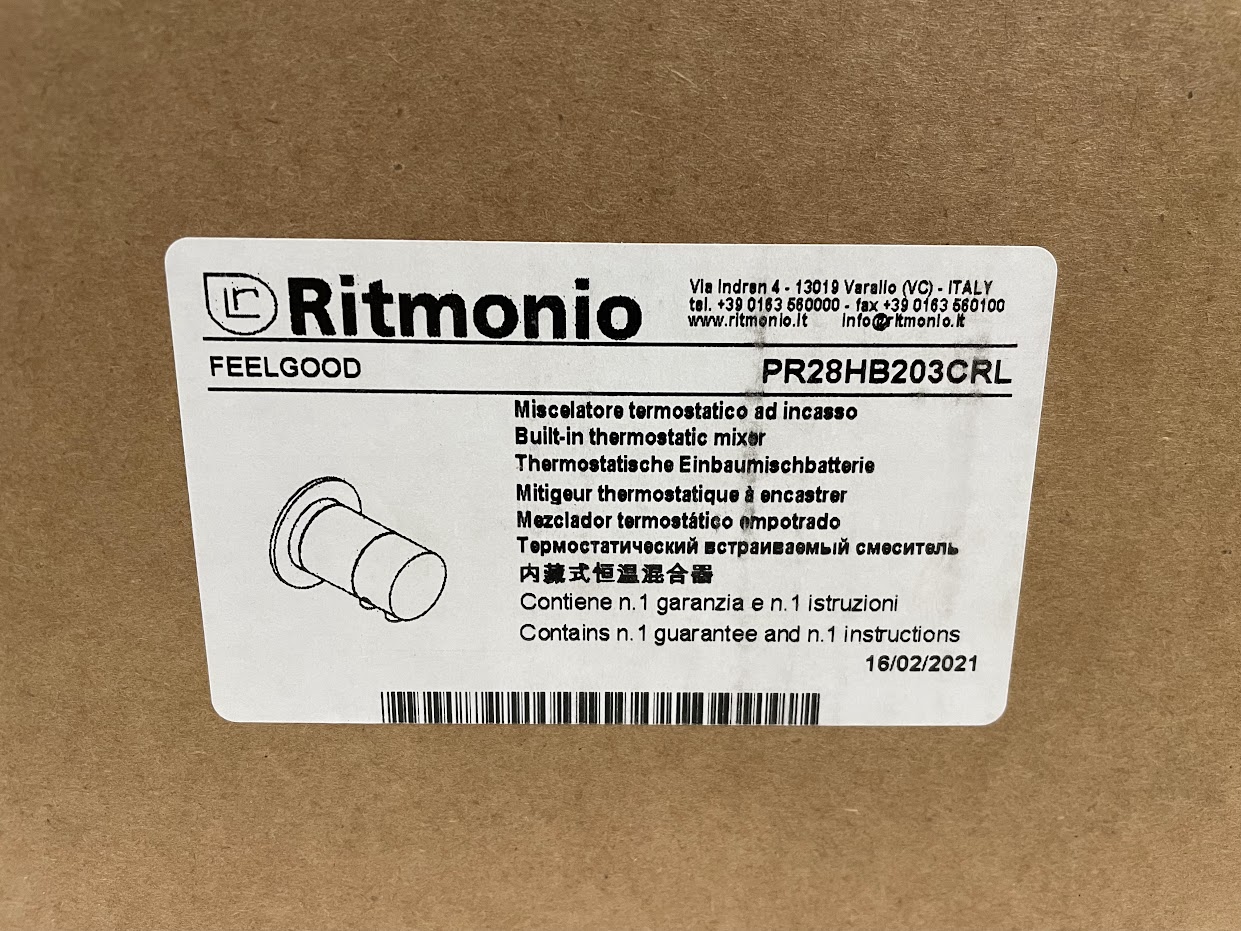 Ritmonio
Via Indren 4 - 13019 Varallo (VC) - ITALY
tel. +39 0163 560000 - fax +39 0163 560100
www.ritmonio.it info@ritmonio.it
FEELGOOD
PR28HB203CRL
Miscelatore termostatico ad incasso
Built-in thermostatic mixer
Thermostatische Einbaumischbatterie
Mitigeur thermostatique à encastrer
Mezclador termostático empotrado
Термостатический встраиваемый смеситель
内藏式恒温混合器
Contiene n.1 garanzia e n.1 istruzioni
Contains n.1 guarantee and n.1 instructions
16/02/2021